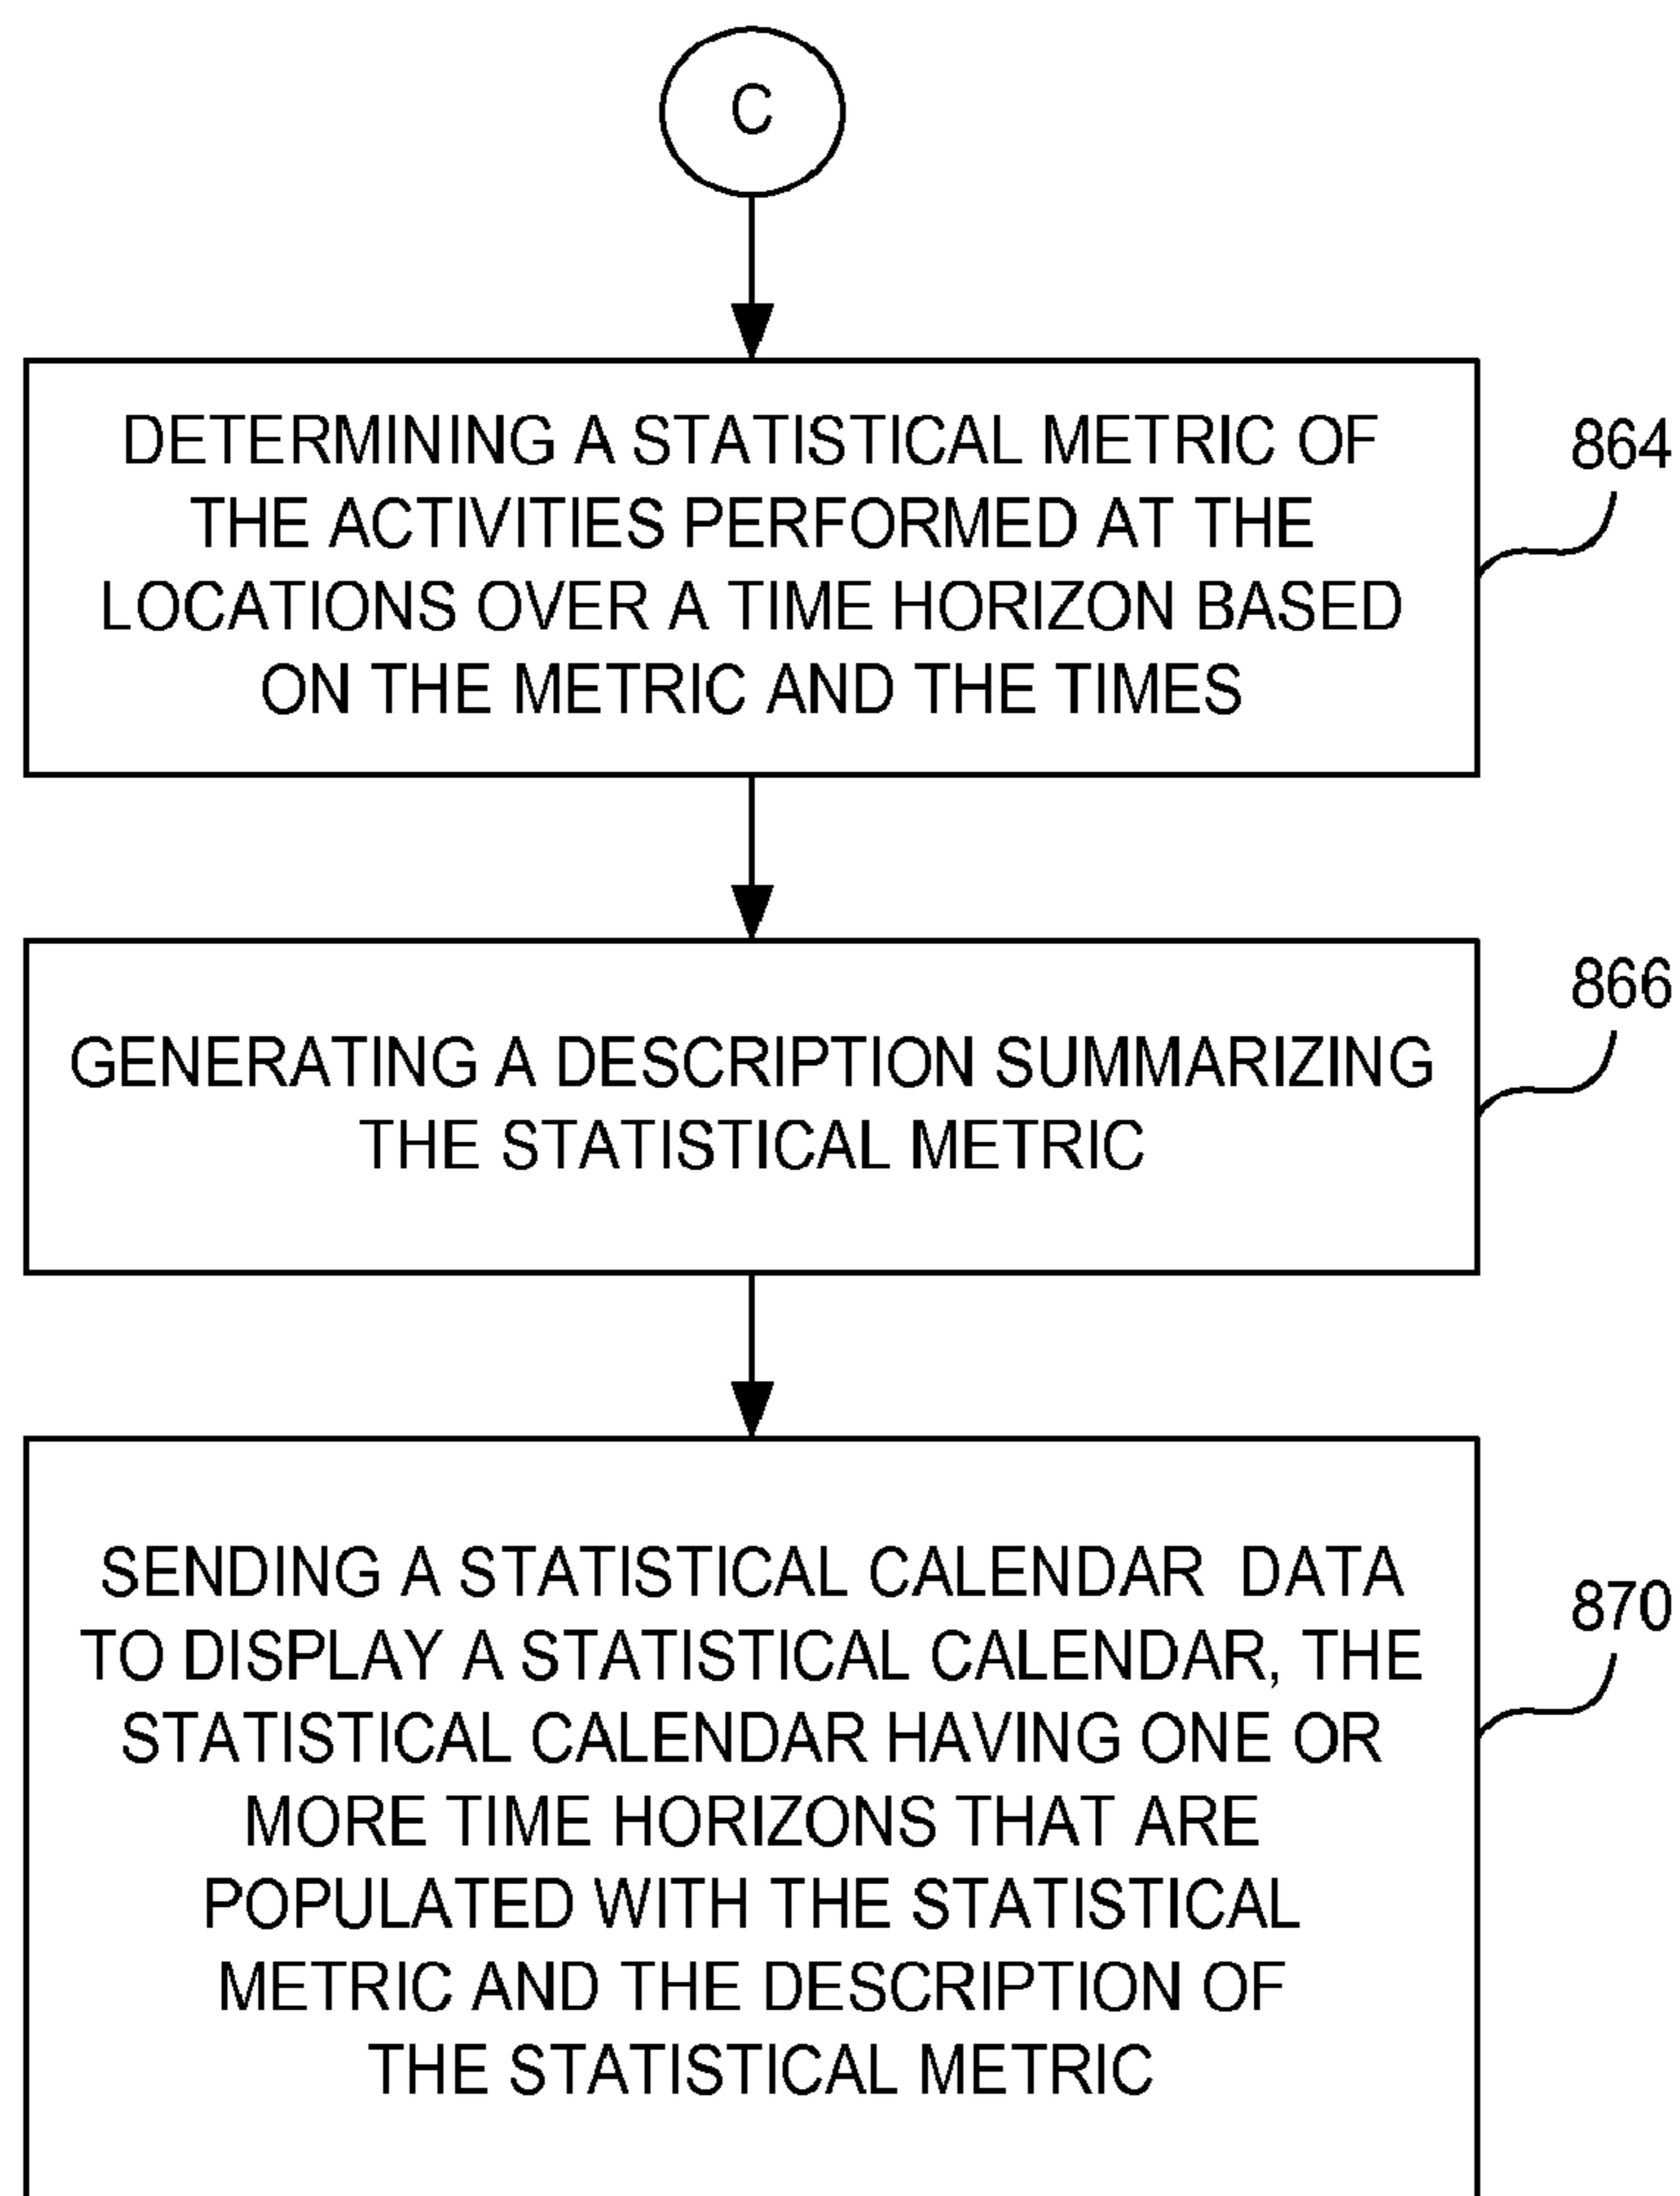 C
DETERMINING A STATISTICAL METRIC OF
THE ACTIVITIES PERFORMED AT THE
LOCATIONS OVER A TIME HORIZON BASED
ON THE METRIC AND THE TIMES
864
GENERATING A DESCRIPTION SUMMARIZING
THE STATISTICAL METRIC
866
SENDING A STATISTICAL CALENDAR DATA
TO DISPLAY A STATISTICAL CALENDAR, THE
STATISTICAL CALENDAR HAVING ONE OR
MORE TIME HORIZONS THAT ARE
POPULATED WITH THE STATISTICAL
METRIC AND THE DESCRIPTION OF
THE STATISTICAL METRIC
870